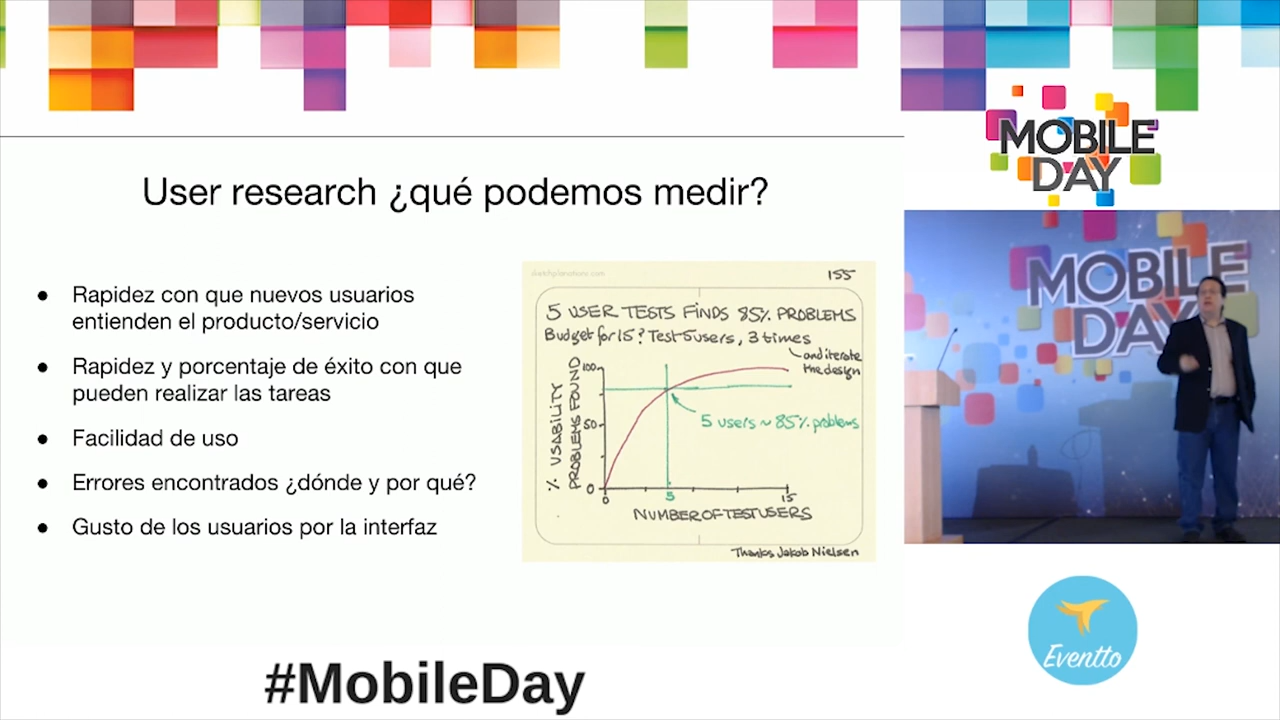 MOBILE
DAY
User research ¿qué podemos medir?
● Rapidez con que nuevos usuarios
entienden el producto/servicio
● Rapidez y porcentaje de éxito con que
pueden realizar las tareas
● Facilidad de uso
● Errores encontrados ¿dónde y por qué?
● Gusto de los usuarios por la interfaz
sketchplanations.com
155
5 USER TESTS FINDS 85% PROBLEMS
Budget for 15? Test 5 users, 3 times
and iterate
the design
% USABILITY
PROBLEMS FOUND
100
50
0
5 users ~ 85% problems
0
5
15
NUMBER OF TEST USERS
Thanks Jakob Nielsen
MOBILE
DAY
#MobileDay
Eventto